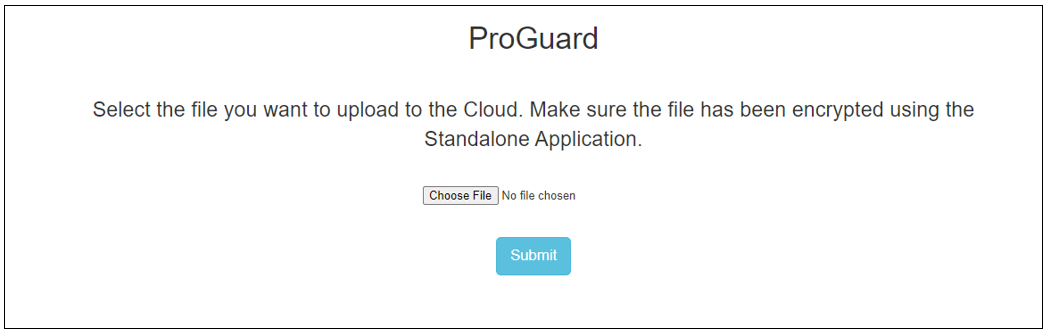 ProGuard
Select the file you want to upload to the Cloud. Make sure the file has been encrypted using the
Standalone Application.
Choose File No file chosen
Submit